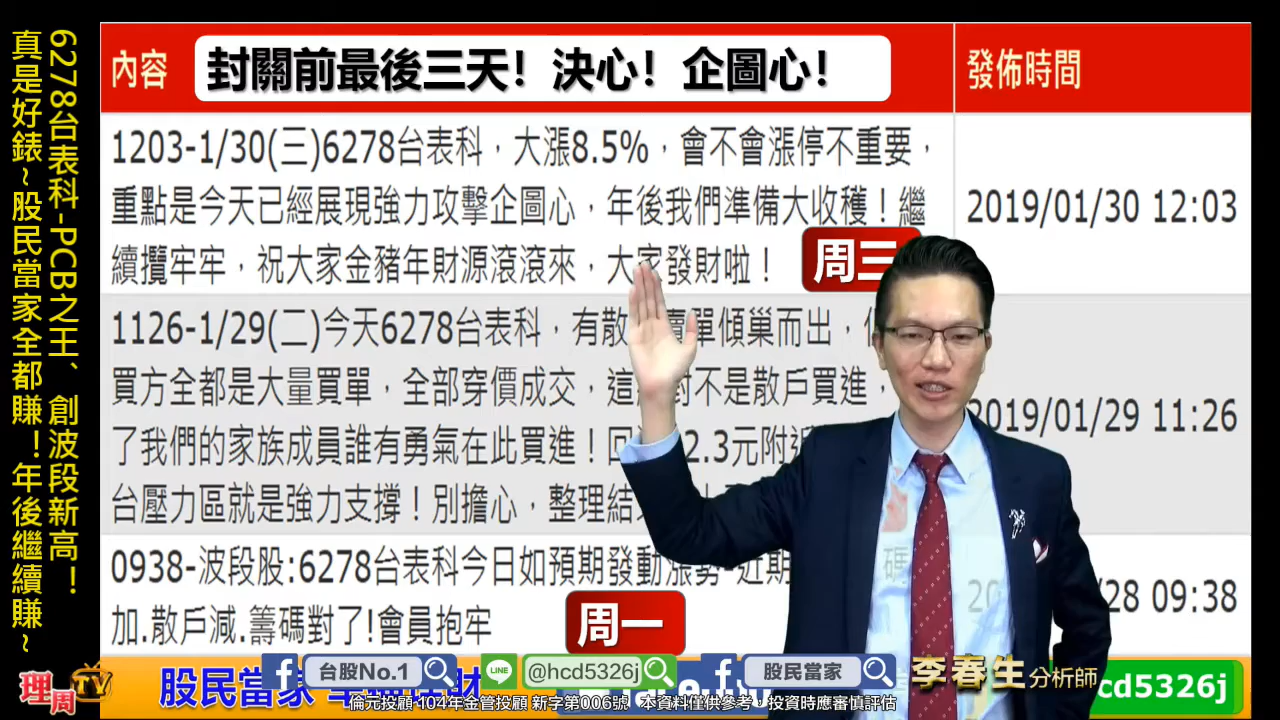 6278台表科-PCB之王、創波段新高！
真是好錶~股民當家全都賺！年後繼續賺~
內容
封關前最後三天！決心！企圖心！
發佈時間
1203-1/30(三)6278台表科，大漲8.5%，會不會漲停不重要，
重點是今天已經展現強力攻擊企圖心，年後我們準備大收穫！繼
續攬牢牢，祝大家金豬年財源滾滾來，大家發財啦！
2019/01/30 12:03
周三
1126-1/29(二)今天6278台表科，有散
賣單傾巢而出，
買方全都是大量買單，全部穿價成交，這
對不是散戶買進，
了我們的家族成員誰有勇氣在此買進！回
2.3元附近
台壓力區就是強力支撐！別擔心，整理結
2019/01/29 11:26
0938-波段股:6278台表科今日如預期發動漲勢
近期
加.散戶減.籌碼對了!會員抱牢
28 09:38
周一
理周TV
股民當家
台股No.1
LINE
@hcd5326j
股民當家
李春生分析師
cd5326j
倫元投顧 104年金管投顧 新字第006號 本資料僅供參考，投資時應審慎評估